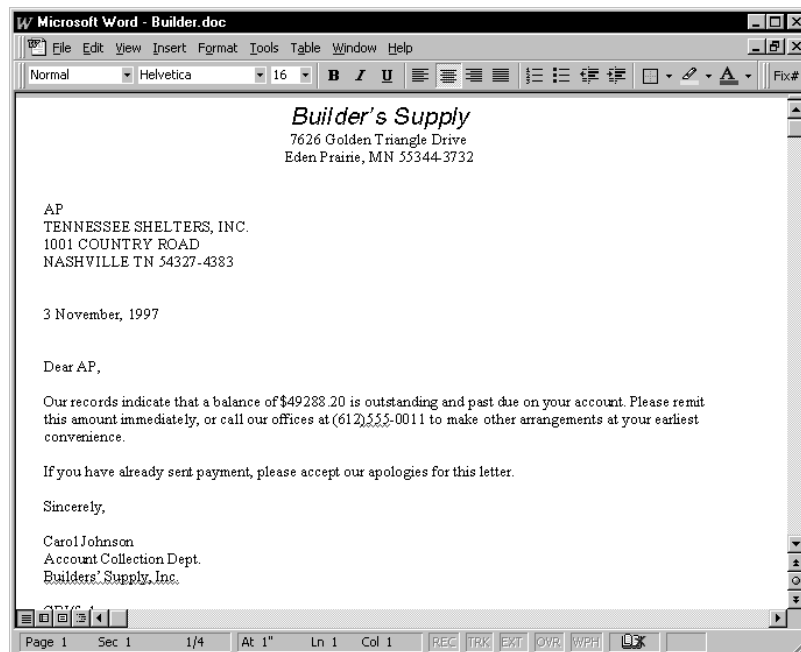 Microsoft Word - Builder.doc
File Edit View Insert Format Tools Table Window Help
Normal Helvetica 16 B I U Fix#
Builder's Supply
7626 Golden Triangle Drive
Eden Prairie, MN 55344-3732
AP
TENNESSEE SHELTERS, INC.
1001 COUNTRY ROAD
NASHVILLE TN 54327-4383
3 November, 1997
Dear AP,
Our records indicate that a balance of $49288.20 is outstanding and past due on your account. Please remit
this amount immediately, or call our offices at (612)555-0011 to make other arrangements at your earliest
convenience.
If you have already sent payment, please accept our apologies for this letter.
Sincerely,
Carol Johnson
Account Collection Dept.
Builders' Supply, Inc.
Page 1 Sec 1 1/4 At 1" Ln 1 Col 1 REC TRK EXT OVR WPH